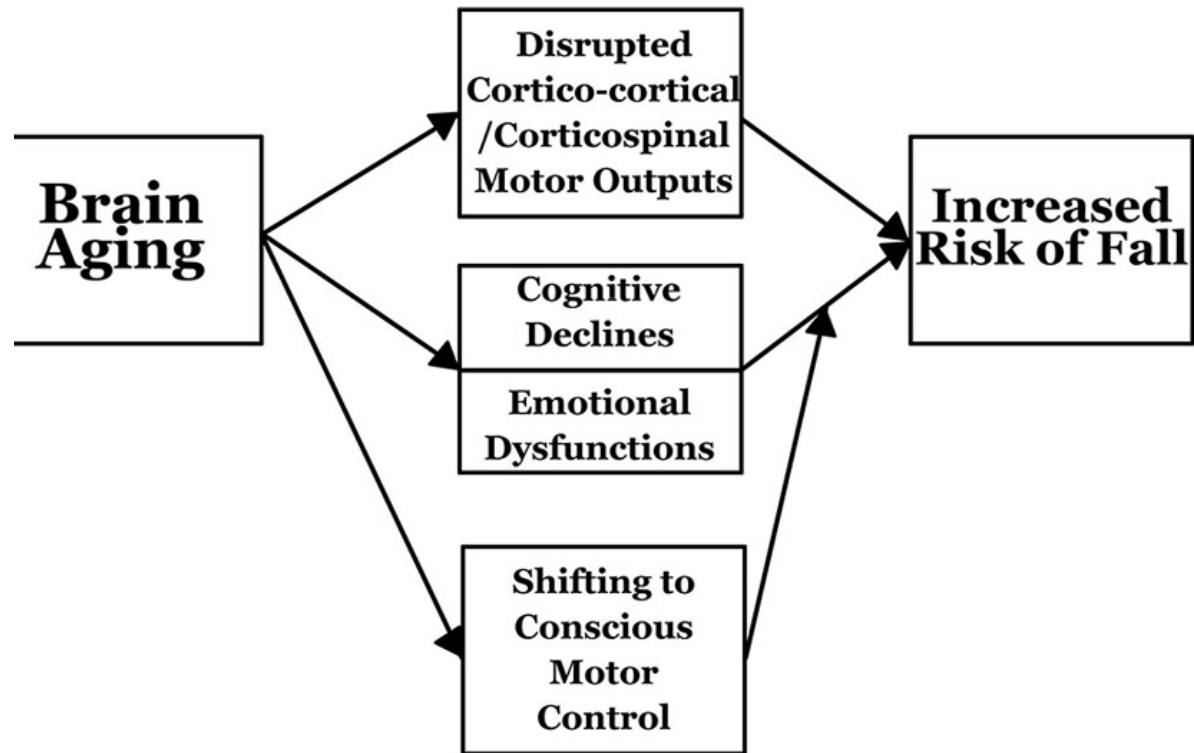 Brain
Aging
Disrupted
Cortico-cortical
/Corticospinal
Motor Outputs
Cognitive
Declines
Emotional
Dysfunctions
Shifting to
Conscious
Motor
Control
Increased
Risk of Fall